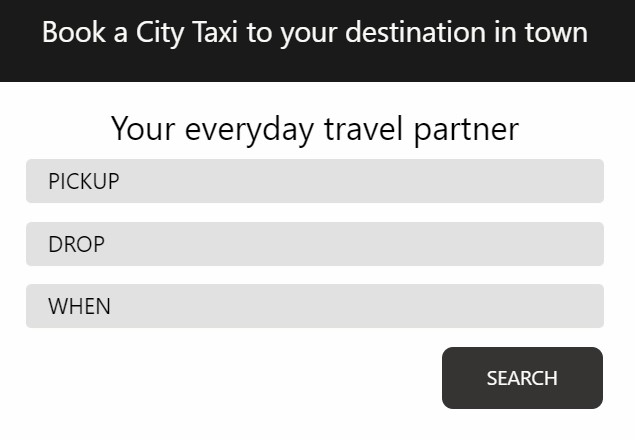 Book a City Taxi to your destination in town
Your everyday travel partner
PICKUP
DROP
WHEN
SEARCH